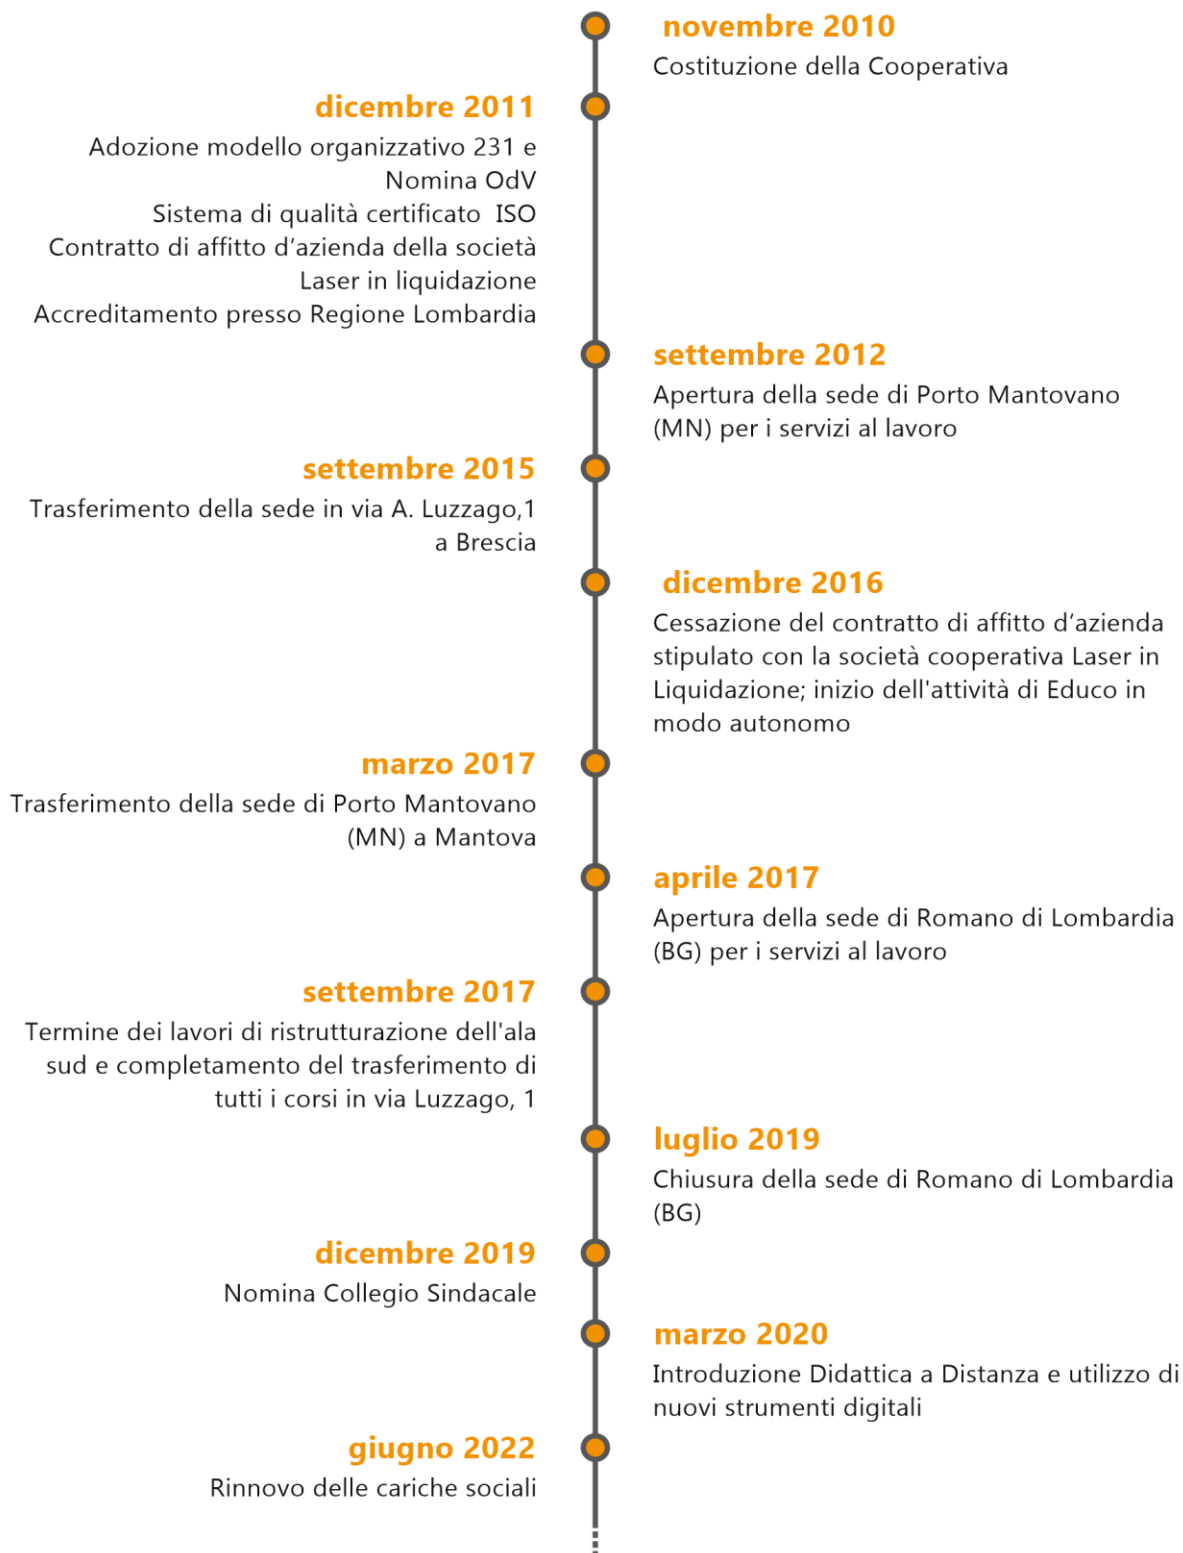 novembre 2010
Costituzione della Cooperativa
dicembre 2011
Adozione modello organizzativo 231 e
Nomina OdV
Sistema di qualità certificato  ISO
Contratto di affitto d’azienda della società
Laser in liquidazione
Accreditamento presso Regione Lombardia
settembre 2012
Apertura della sede di Porto Mantovano
(MN) per i servizi al lavoro
settembre 2015
Trasferimento della sede in via A. Luzzago,1
a Brescia
dicembre 2016
Cessazione del contratto di affitto d’azienda
stipulato con la società cooperativa Laser in
Liquidazione; inizio dell'attività di Educo in
modo autonomo
marzo 2017
Trasferimento della sede di Porto Mantovano
(MN) a Mantova
aprile 2017
Apertura della sede di Romano di Lombardia
(BG) per i servizi al lavoro
settembre 2017
Termine dei lavori di ristrutturazione dell'ala
sud e completamento del trasferimento di
tutti i corsi in via Luzzago, 1
luglio 2019
Chiusura della sede di Romano di Lombardia
(BG)
dicembre 2019
Nomina Collegio Sindacale
marzo 2020
Introduzione Didattica a Distanza e utilizzo di
nuovi strumenti digitali
giugno 2022
Rinnovo delle cariche sociali